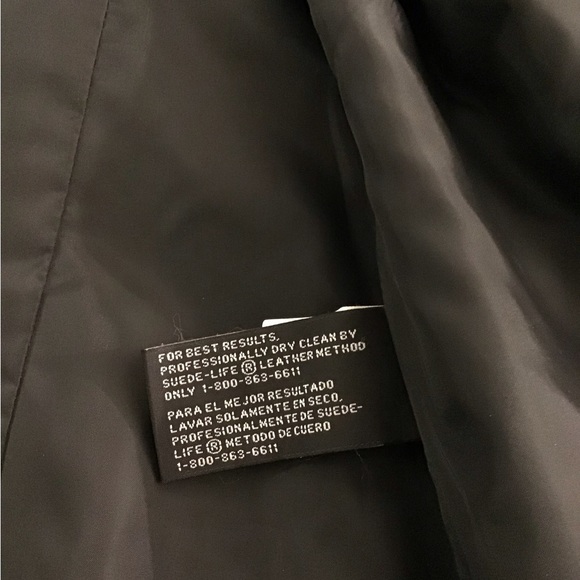 FOR BEST RESULTS,
PROFESSIONALLY DRY CLEAN BY
SUEDE-LIFE ® LEATHER METHOD
ONLY 1-800-863-6611
PARA EL MEJOR RESULTADO
LAVAR SOLAMENTE EN SECO,
PROFESIONALMENTE DE SUEDE-
LIFE ® METODO DE CUERO
1-800-863-6611